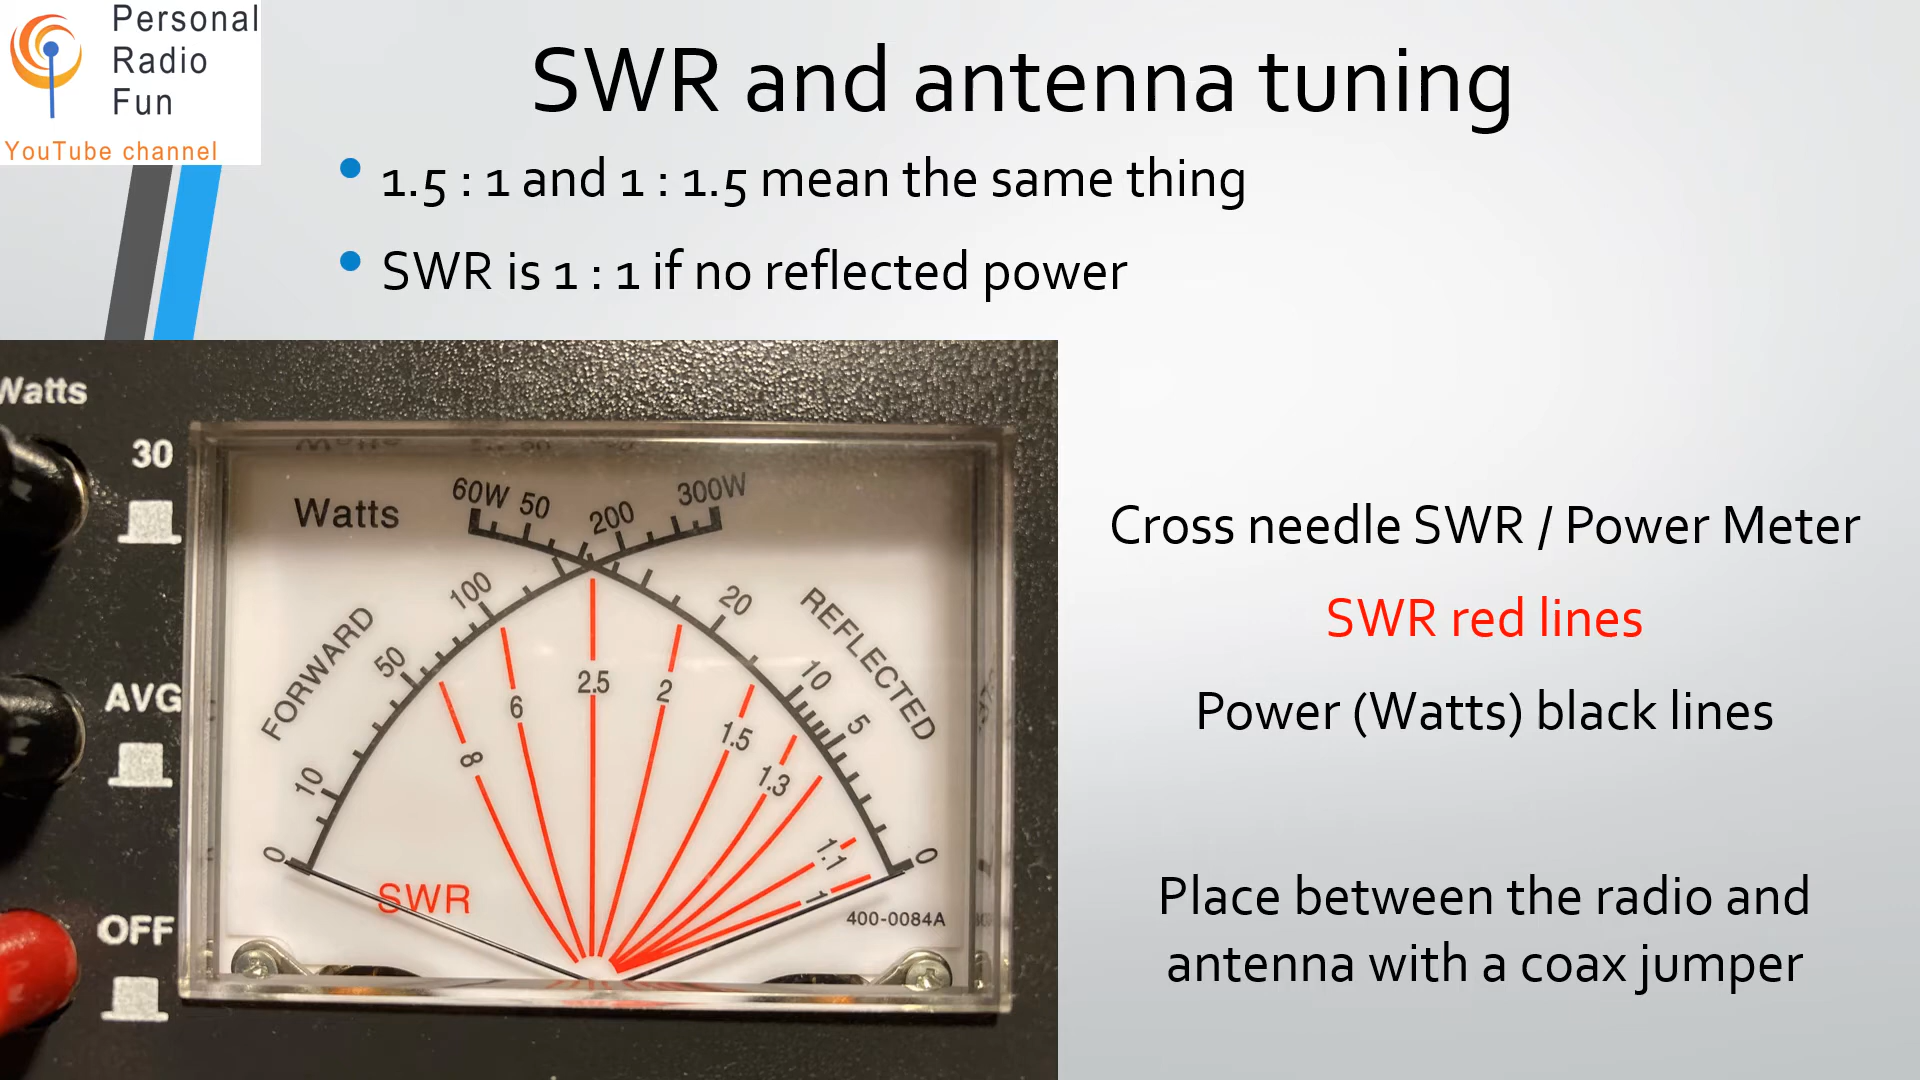 Personal
Radio
Fun
YouTube channel
SWR and antenna tuning
1.5 : 1 and 1 : 1.5 mean the same thing
SWR is 1 : 1 if no reflected power
Watts
30
AVG
OFF
Watts
60W 50 200 300W
100 20
FORWARD REFLECTED
50 10
10 5
0 0
8 6 2.5 2 1.5 1.3 1.1 1
SWR
400-0084A
Cross needle SWR / Power Meter
SWR red lines
Power (Watts) black lines
Place between the radio and
antenna with a coax jumper